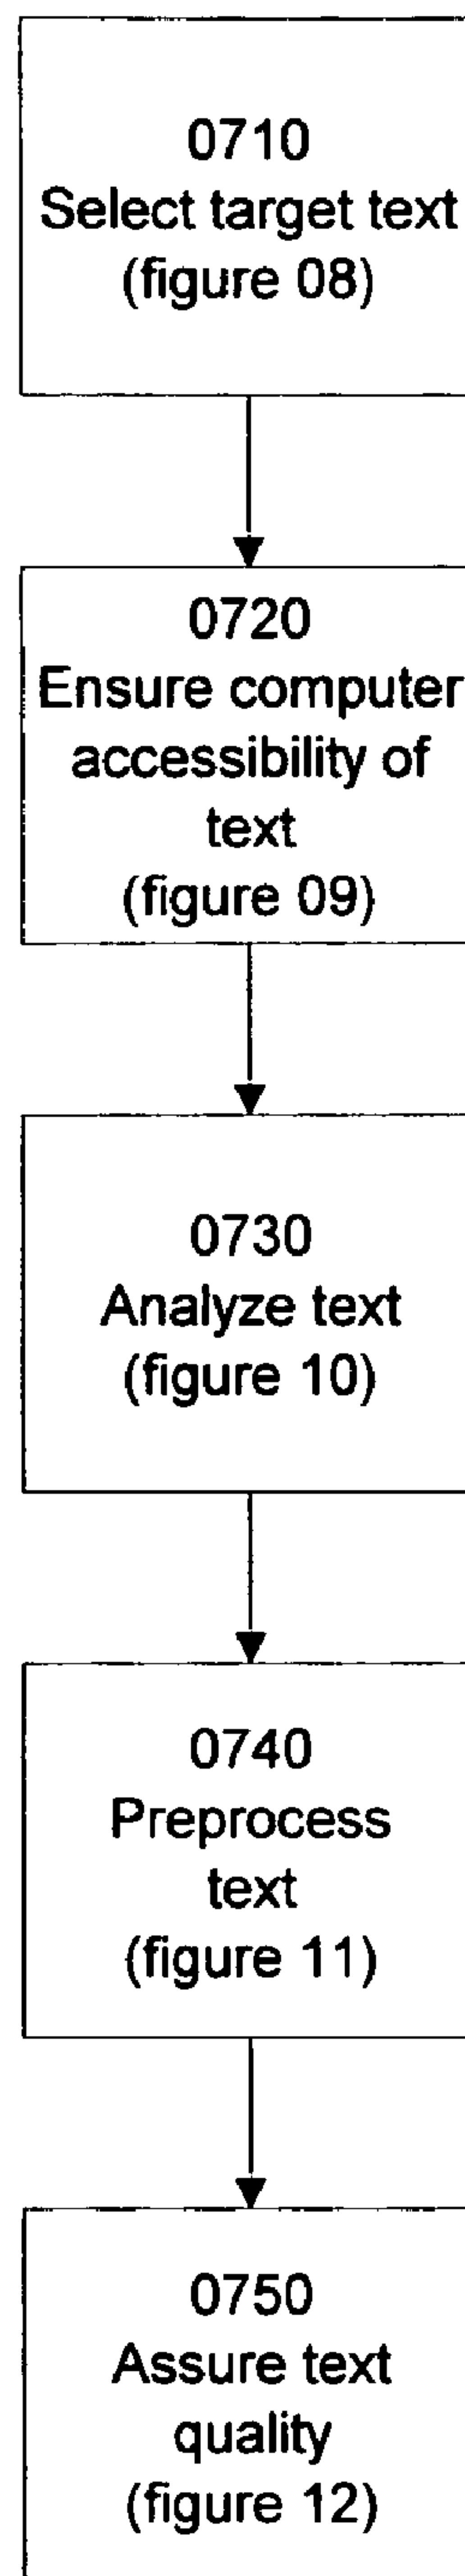 0710
Select target text
(figure 08)
0720
Ensure computer
accessibility of
text
(figure 09)
0730
Analyze text
(figure 10)
0740
Preprocess
text
(figure 11)
0750
Assure text
quality
(figure 12)